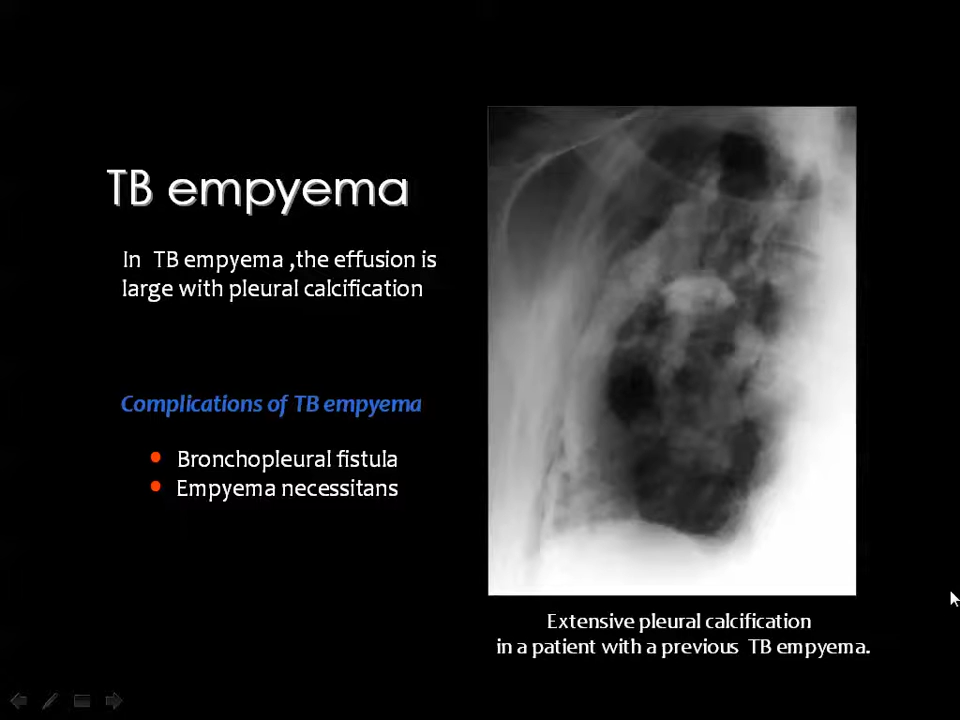 TB empyema
In TB empyema ,the effusion is
large with pleural calcification
Complications of TB empyema
• Bronchopleural fistula
• Empyema necessitans
Extensive pleural calcification
in a patient with a previous TB empyema.